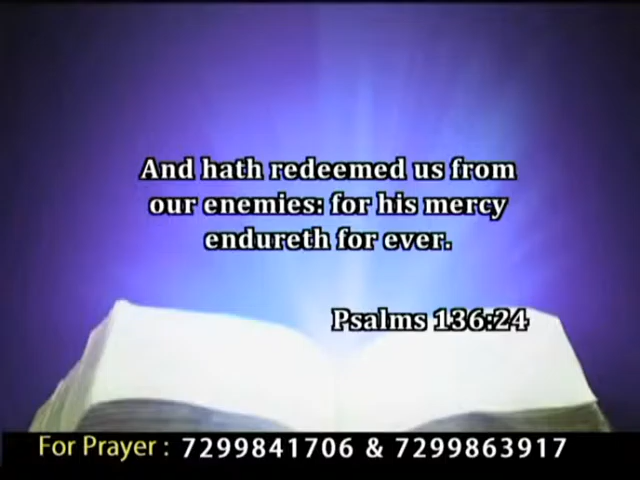 And hath redeemed us from
our enemies: for his mercy
endureth for ever.
Psalms 136:24
For Prayer : 7299841706 & 7299863917